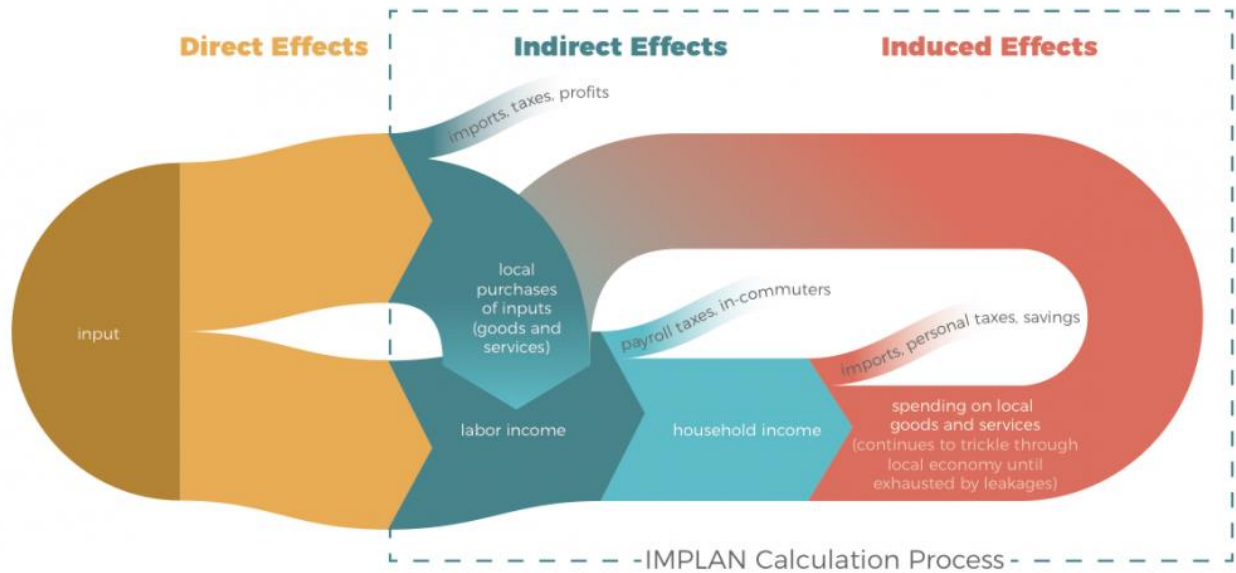 Direct Effects
Indirect Effects
Induced Effects
imports, taxes, profits
local
purchases
of inputs
(goods and
services)
input
payroll taxes, in-commuters
imports, personal taxes, savings
labor income
household income
spending on local
goods and services
(continues to trickle through
local economy until
exhausted by leakages)
IMPLAN Calculation Process